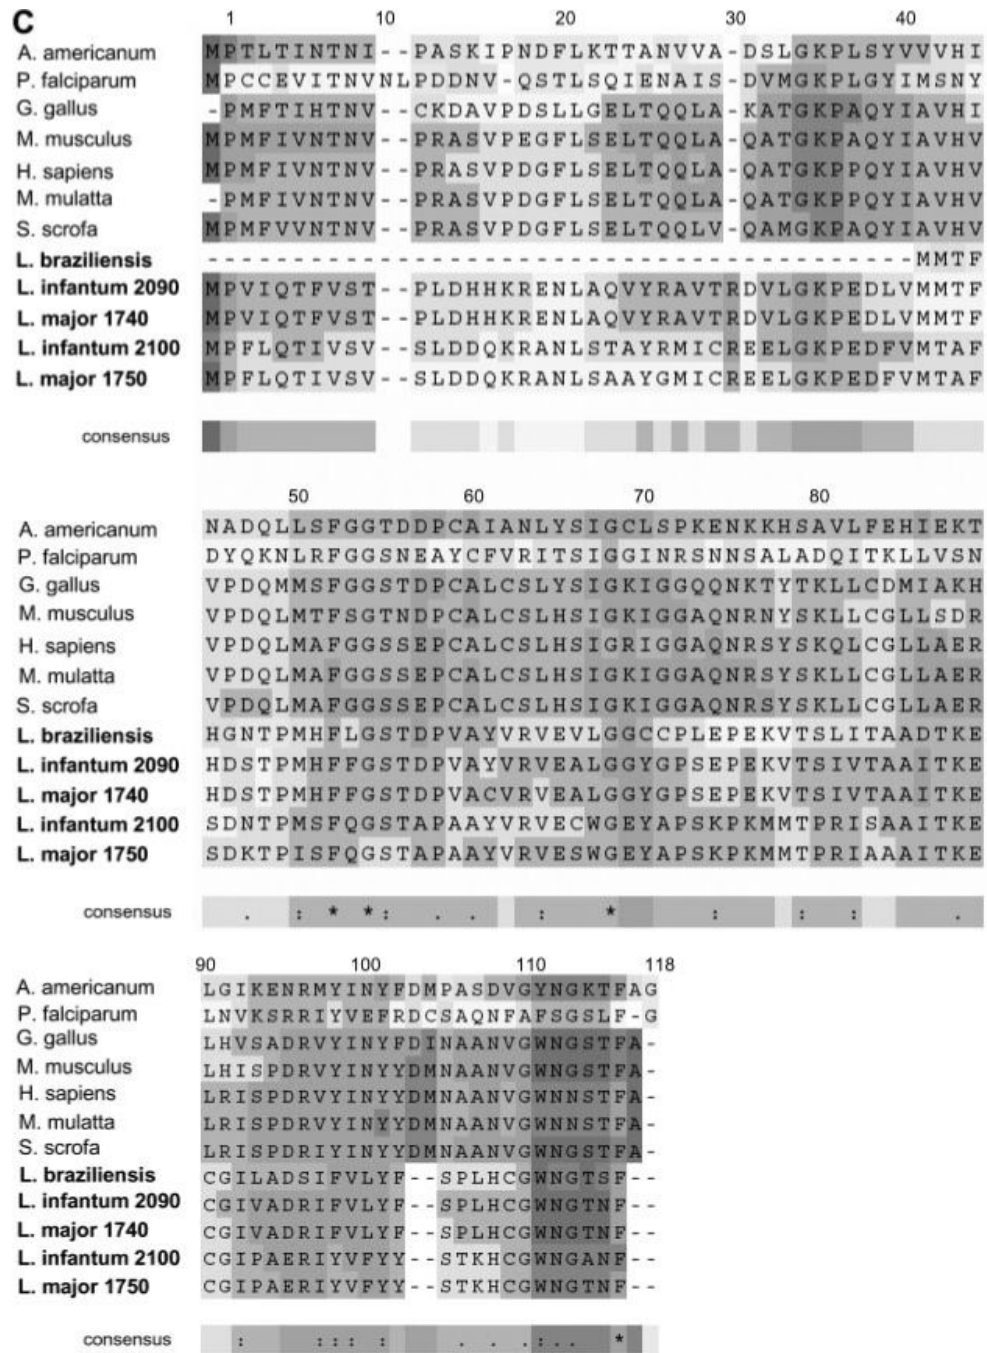 C
1 10 20 30 40
A. americanum MPTLTINTNI--PASKIPNDFLKTTANVVA-DSLGKPLSYVVVHI
P. falciparum MPCCEVITNVNLPDDNV-QSTLSQIENAIS-DVMGKPLGYIMSNY
G. gallus -PMFTIHTNV--CKDAVPDSLLGELTQQLA-KATGKPAQYIAVHI
M. musculus MPMFIVNTNV--PRASVPEGFLSELTQQLA-QATGKPAQYIAVHV
H. sapiens MPMFIVNTNV--PRASVPDGFLSELTQQLA-QATGKPPQYIAVHV
M. mulatta -PMFIVNTNV--PRASVPDGFLSELTQQLA-QATGKPPQYIAVHV
S. scrofa MPMFVVNTNV--PRASVPDGFLSELTQQLV-QAMGKPAQYIAVHV
L. braziliensis -----------------------------------------MMTF
L. infantum 2090 MPVIQTFVST--PLDHHKRENLAQVYRAVTRDVLGKPEDLVMMTF
L. major 1740 MPVIQTFVST--PLDHHKRENLAQVYRAVTRDVLGKPEDLVMMTF
L. infantum 2100 MPFLQTIVSV--SLDDQKRANLSTAYRMICREELGKPEDFVMTAF
L. major 1750 MPFLQTIVSV--SLDDQKRANLSAAYGMICREELGKPEDFVMTAF
consensus
50 60 70 80
A. americanum NADQLLSFGGTDDPCAIANLYSIGCLSPKENKKHSAVLFEHIEKT
P. falciparum DYQKNLRFGGSNEAYCFVRITSIGGINRSNNSALADQITKLLVSN
G. gallus VPDQMMSFGGSTDPCALCSLYSIGKIGGQQNKTYTKLLCDMIAKH
M. musculus VPDQLMTFSGTNDPCALCSLHSIGKIGGAQNRNYSKLLCGLLSDR
H. sapiens VPDQLMAFGGSSEPCALCSLHSIGRIGGAQNRSYSKQLCGLLAER
M. mulatta VPDQLMAFGGSSEPCALCSLHSIGKIGGAQNRSYSKLLCGLLAER
S. scrofa VPDQLMAFGGSSEPCALCSLHSIGKIGGAQNRSYSKLLCGLLAER
L. braziliensis HGNTPMHFLGSTDPVAYVRVEVLGGCCPLEPEKVTSLITAADTKE
L. infantum 2090 HDSTPMHFFGSTDPVAYVRVEALGGYGPSEPEKVTSIVTAAITKE
L. major 1740 HDSTPMHFFGSTDPVACVRVEALGGYGPSEPEKVTSIVTAAITKE
L. infantum 2100 SDNTPMSFQGSTAPAAYVRVECWGEYAPSKPKMMTPRISAAITKE
L. major 1750 SDKTPISFQGSTAPAAYVRVESWGEYAPSKPKMMTPRIAAAITKE
consensus . : * * : . . : * : : : .
90 100 110 118
A. americanum LGIKENRMYINYFDMPASDVGYNGKTFAG
P. falciparum LNVKSRRIYVEFRDCSAQNFAFSGSLF-G
G. gallus LHVSADRVYINYFDINAANVGWNGSTFA-
M. musculus LHISPDRVYINYYDMNAANVGWNGSTFA-
H. sapiens LRISPDRVYINYYDMNAANVGWNNSTFA-
M. mulatta LRISPDRVYINYYDMNAANVGWNNSTFA-
S. scrofa LRISPDRIYINYYDMNAANVGWNGSTFA-
L. braziliensis CGILADSIFVLYF--SPLHCGWNGTSF--
L. infantum 2090 CGIVADRIFVLYF--SPLHCGWNGTNF--
L. major 1740 CGIVADRIFVLYF--SPLHCGWNGTNF--
L. infantum 2100 CGIPAERIYVFYY--STKHCGWNGANF--
L. major 1750 CGIPAERIYVFYY--STKHCGWNGTNF--
consensus : : : : : . . . : . . *